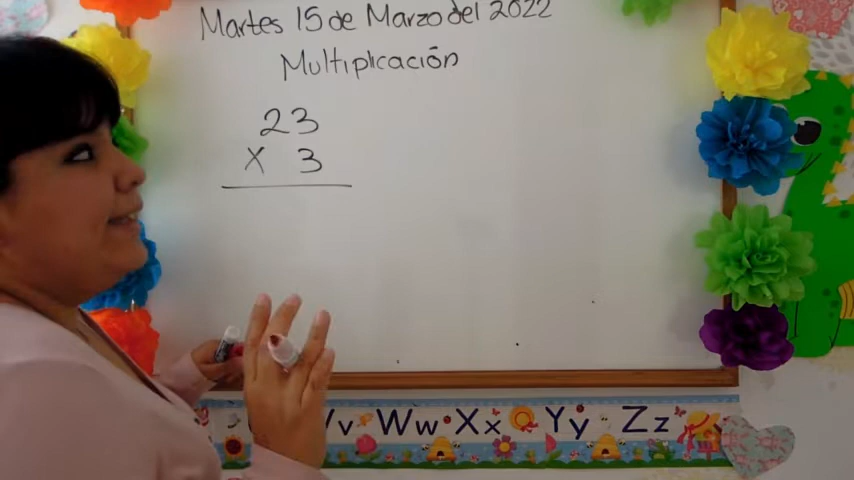 Martes 15 de Marzo del 2022
Multiplicación
23
X 3
Vv Ww Xx Yy Zz